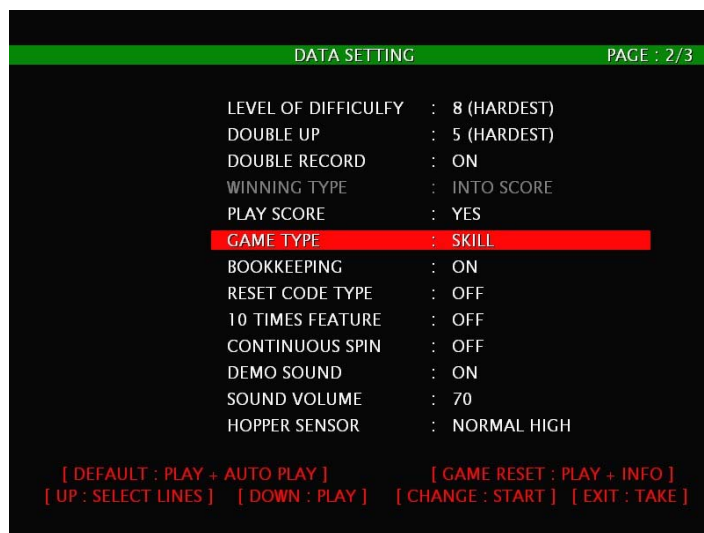 DATA SETTING PAGE : 2/3
LEVEL OF DIFFICULFY : 8 (HARDEST)
DOUBLE UP : 5 (HARDEST)
DOUBLE RECORD : ON
WINNING TYPE : INTO SCORE
PLAY SCORE : YES
GAME TYPE : SKILL
BOOKKEEPING : ON
RESET CODE TYPE : OFF
10 TIMES FEATURE : OFF
CONTINUOUS SPIN : OFF
DEMO SOUND : ON
SOUND VOLUME : 70
HOPPER SENSOR : NORMAL HIGH
[ DEFAULT : PLAY + AUTO PLAY ] [ GAME RESET : PLAY + INFO ]
[ UP : SELECT LINES ] [ DOWN : PLAY ] [ CHANGE : START ] [ EXIT : TAKE ]